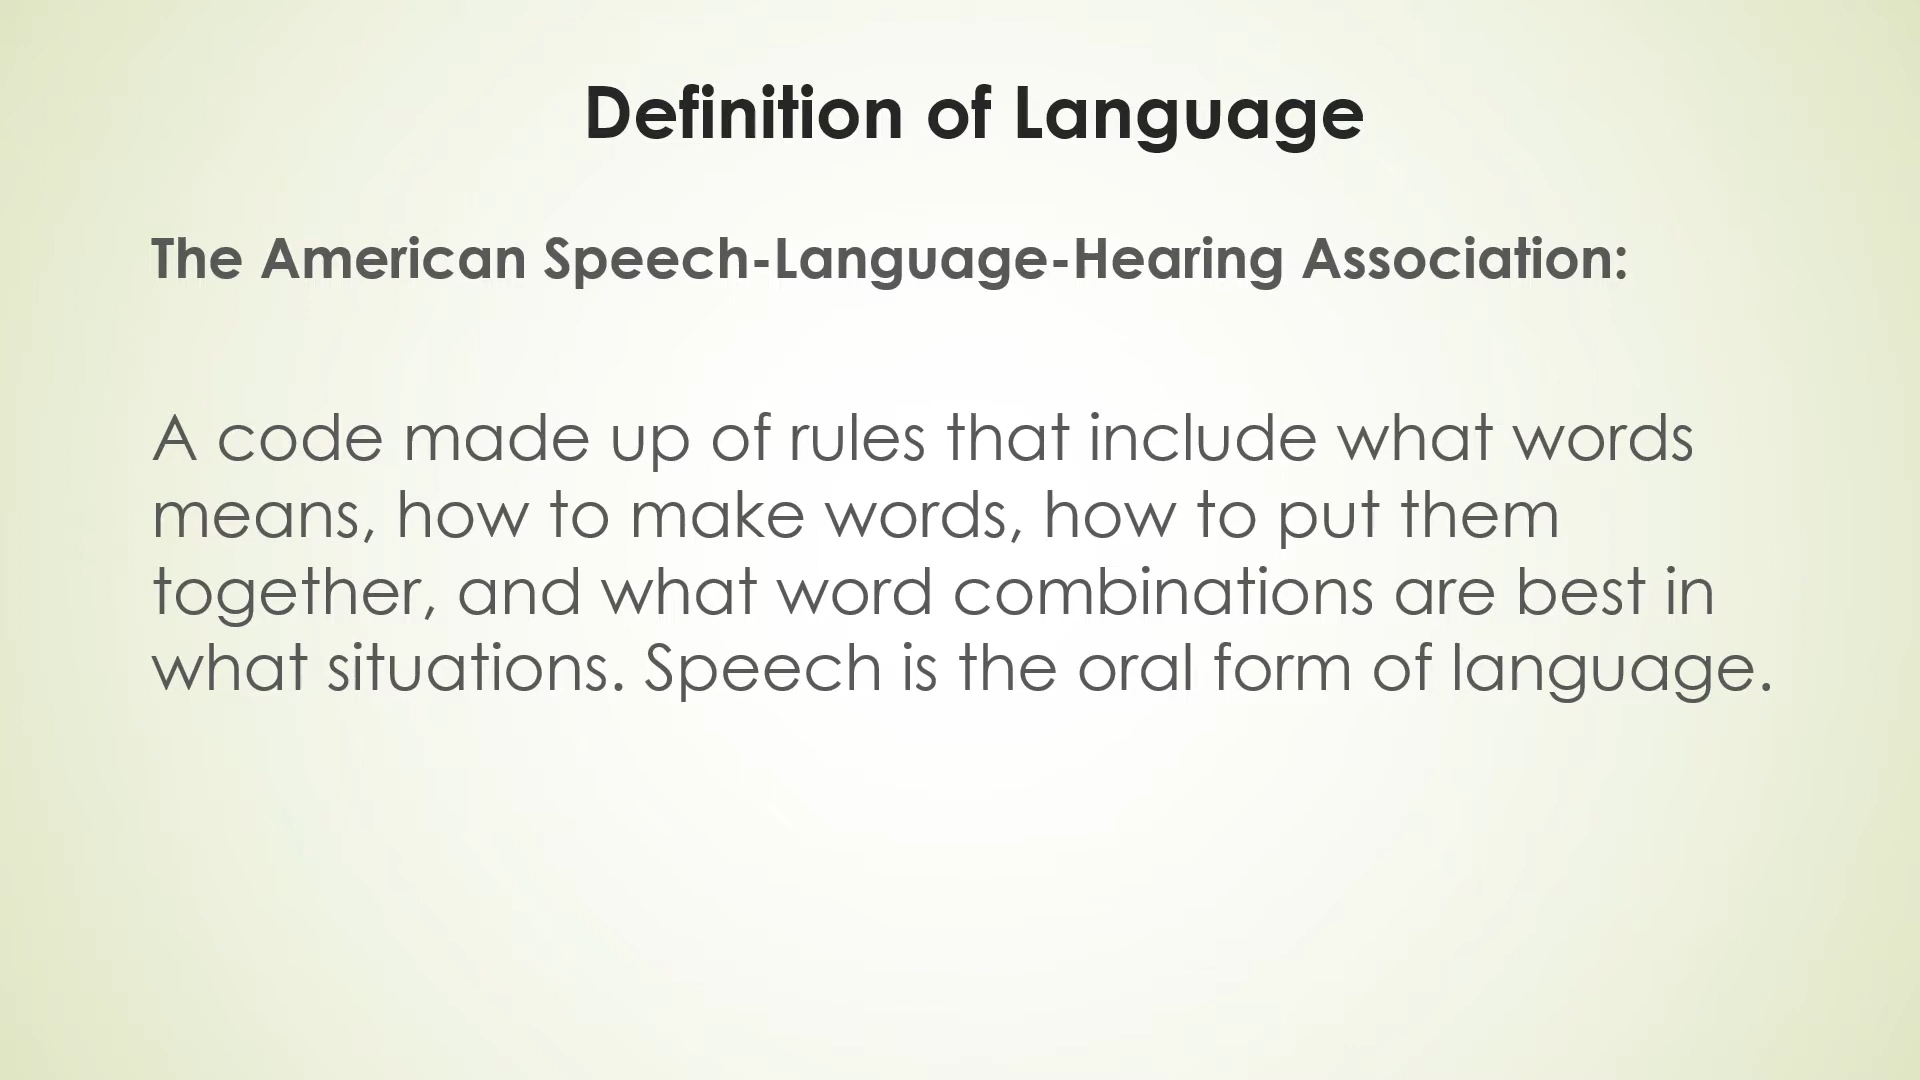 Definition of Language
The American Speech-Language-Hearing Association:
A code made up of rules that include what words
means, how to make words, how to put them
together, and what word combinations are best in
what situations. Speech is the oral form of language.